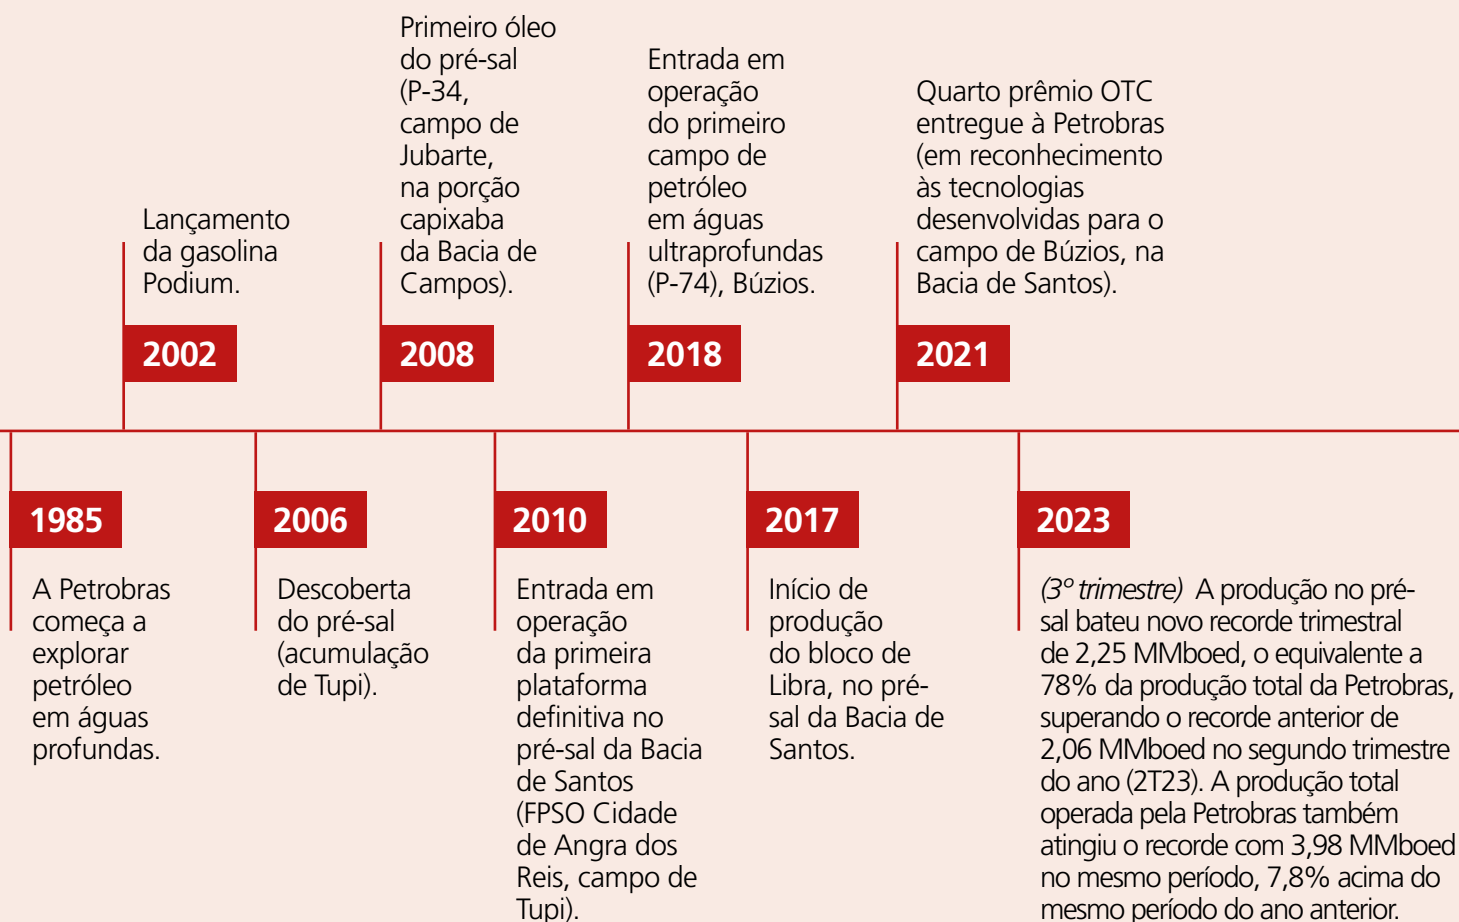 Lançamento
da gasolina
Podium.
2002
Primeiro óleo
do pré-sal
(P-34,
campo de
Jubarte,
na porção
capixaba
da Bacia de
Campos).
2008
Entrada em
operação
do primeiro
campo de
petróleo
em águas
ultraprofundas
(P-74), Búzios.
2018
Quarto prêmio OTC
entregue à Petrobras
(em reconhecimento
às tecnologias
desenvolvidas para o
campo de Búzios, na
Bacia de Santos).
2021
1985
A Petrobras
começa a
explorar
petróleo
em águas
profundas.
2006
Descoberta
do pré-sal
(acumulação
de Tupi).
2010
Entrada em
operação
da primeira
plataforma
definitiva no
pré-sal da Bacia
de Santos
(FPSO Cidade
de Angra dos
Reis, campo de
Tupi).
2017
Início de
produção
do bloco de
Libra, no pré-
sal da Bacia de
Santos.
2023
(3º trimestre) A produção no pré-
sal bateu novo recorde trimestral
de 2,25 MMboed, o equivalente a
78% da produção total da Petrobras,
superando o recorde anterior de
2,06 MMboed no segundo trimestre
do ano (2T23). A produção total
operada pela Petrobras também
atingiu o recorde com 3,98 MMboed
no mesmo período, 7,8% acima do
mesmo período do ano anterior.